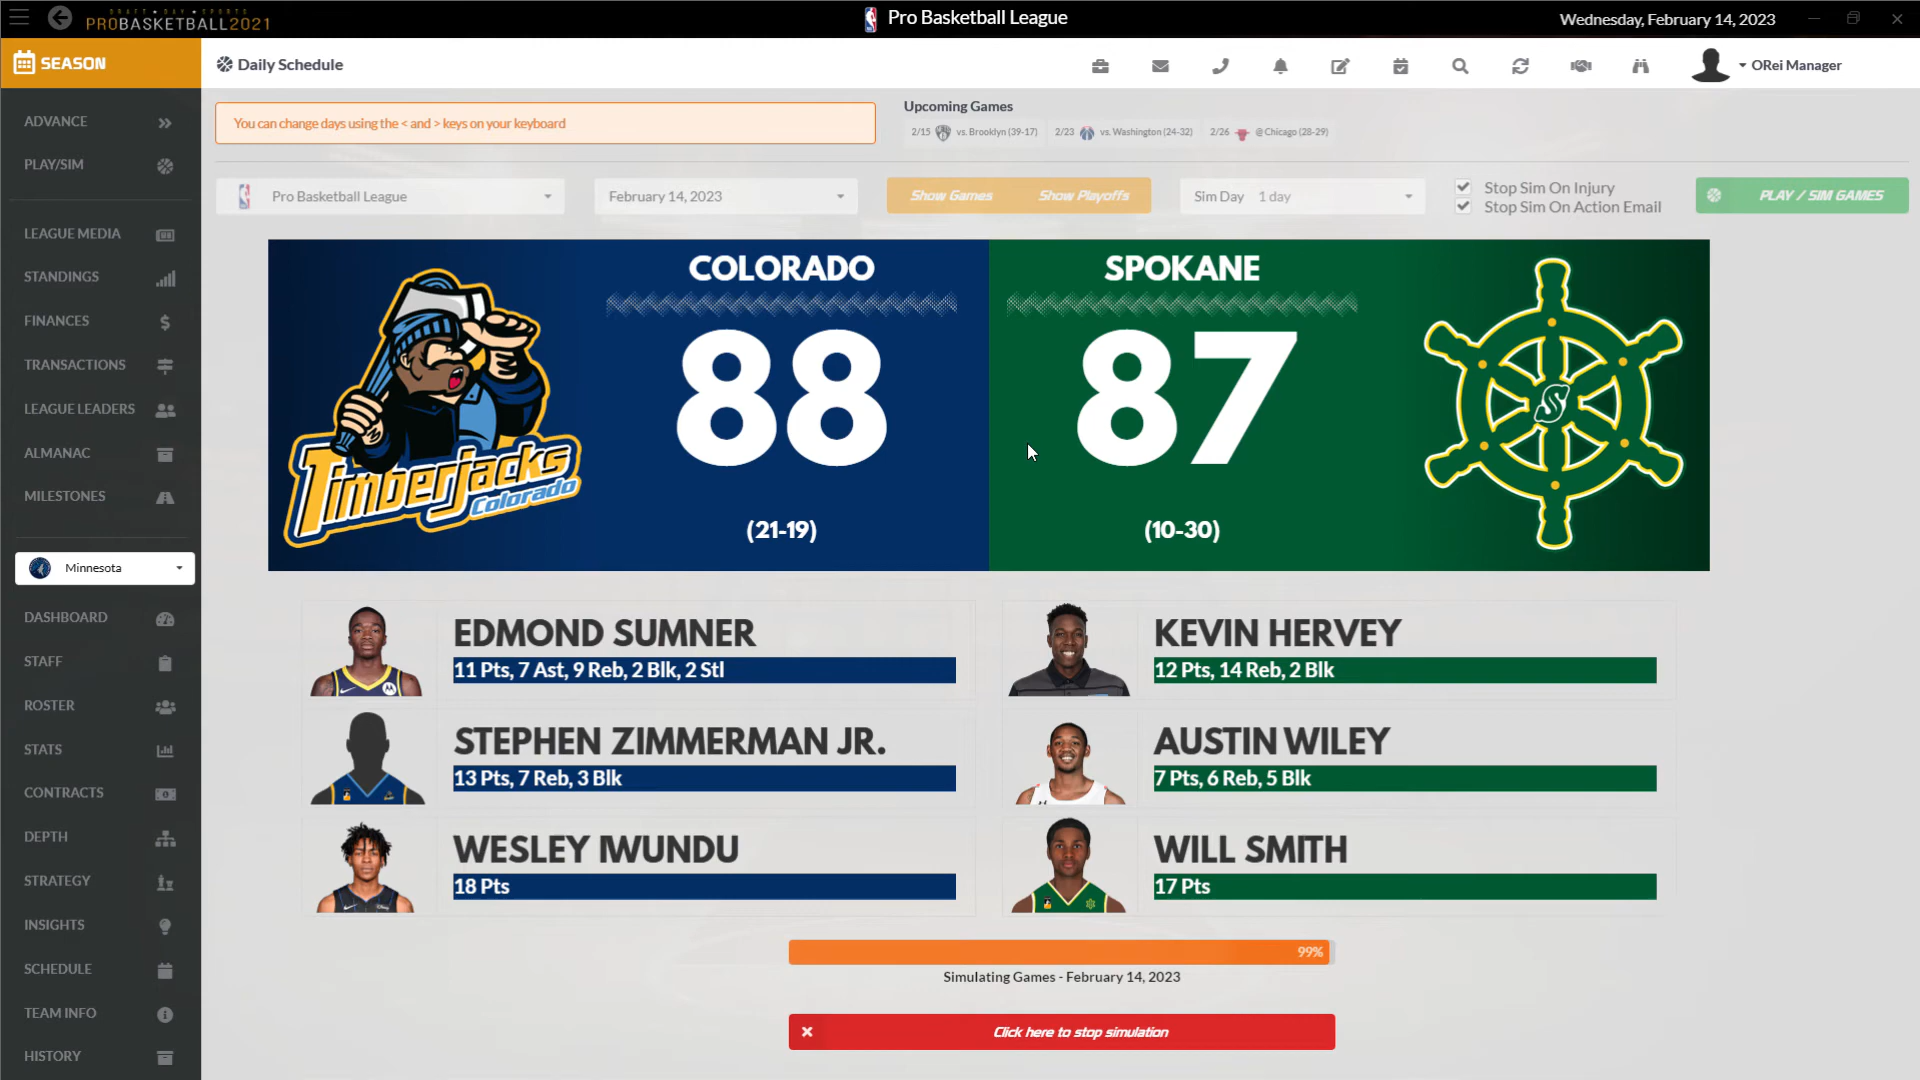 DRAFT • DAY • SPORTS
PROBASKETBALL2021
Pro Basketball League
Wednesday, February 14, 2023
SEASON
Daily Schedule
ORei Manager
ADVANCE
PLAY/SIM
LEAGUE MEDIA
STANDINGS
FINANCES
TRANSACTIONS
LEAGUE LEADERS
ALMANAC
MILESTONES
Minnesota
DASHBOARD
STAFF
ROSTER
STATS
CONTRACTS
DEPTH
STRATEGY
INSIGHTS
SCHEDULE
TEAM INFO
HISTORY
You can change days using the < and > keys on your keyboard
Upcoming Games
2/15 vs. Brooklyn (39-17) 2/23 vs. Washington (24-32) 2/26 @ Chicago (28-29)
Pro Basketball League
February 14, 2023
Show Games
Show Playoffs
Sim Day 1 day
Stop Sim On Injury
Stop Sim On Action Email
PLAY / SIM GAMES
COLORADO
88
(21-19)
Timberjacks
Colorado
SPOKANE
87
(10-30)
S
EDMOND SUMNER
11 Pts, 7 Ast, 9 Reb, 2 Blk, 2 Stl
STEPHEN ZIMMERMAN JR.
13 Pts, 7 Reb, 3 Blk
WESLEY IWUNDU
18 Pts
KEVIN HERVEY
12 Pts, 14 Reb, 2 Blk
AUSTIN WILEY
7 Pts, 6 Reb, 5 Blk
WILL SMITH
17 Pts
99%
Simulating Games - February 14, 2023
Click here to stop simulation